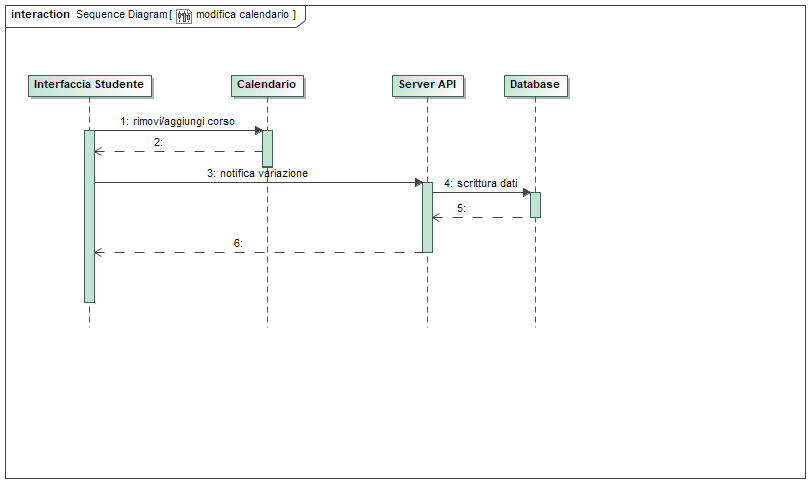 interaction Sequence Diagram [ modifica calendario ]
Interfaccia Studente
Calendario
Server API
Database
1: rimovi/aggiungi corso
2:
3: notifica variazione
4: scrittura dati
5:
6: